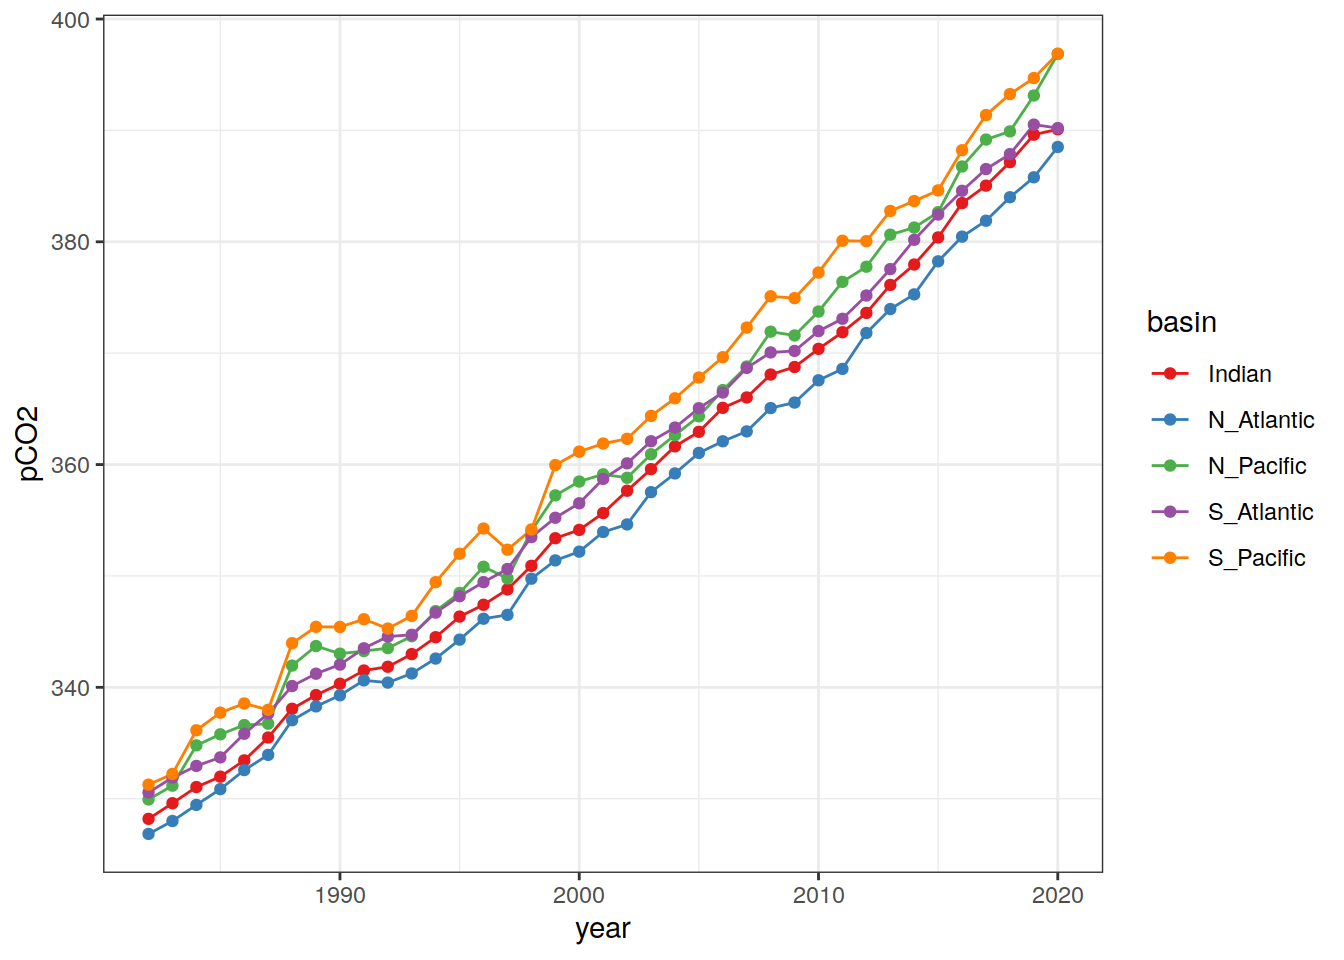 400
380
360
340
pCO2
1990 2000 2010 2020
year
basin
Indian
N_Atlantic
N_Pacific
S_Atlantic
S_Pacific